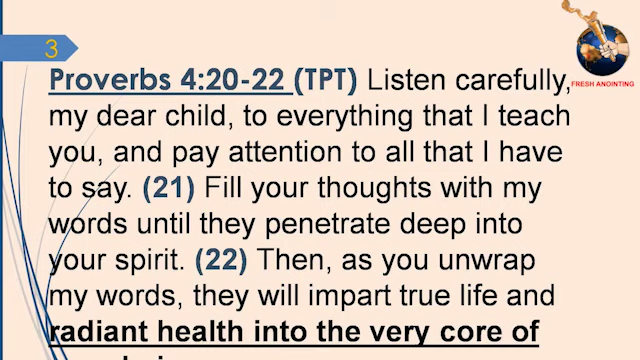 3
FRESH ANOINTING
Proverbs 4:20-22 (TPT) Listen carefully,
my dear child, to everything that I teach
you, and pay attention to all that I have
to say. (21) Fill your thoughts with my
words until they penetrate deep into
your spirit. (22) Then, as you unwrap
my words, they will impart true life and
radiant health into the very core of